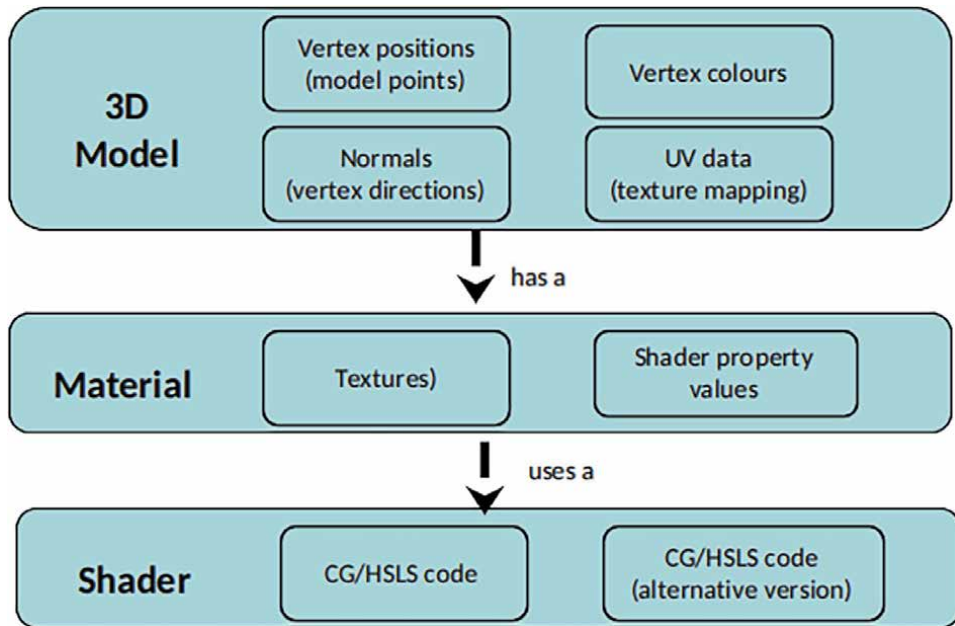 3D
Model
Vertex positions
(model points)
Vertex colours
Normals
(vertex directions)
UV data
(texture mapping)
has a
Material
Textures)
Shader property
values
uses a
Shader
CG/HSLS code
CG/HSLS code
(alternative version)